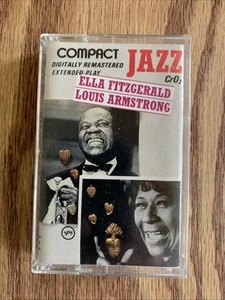 COMPACT JAZZ
DIGITALLY REMASTERED
EXTENDED PLAY
CrO2
ELLA FITZGERALD
LOUIS ARMSTRONG
Verve